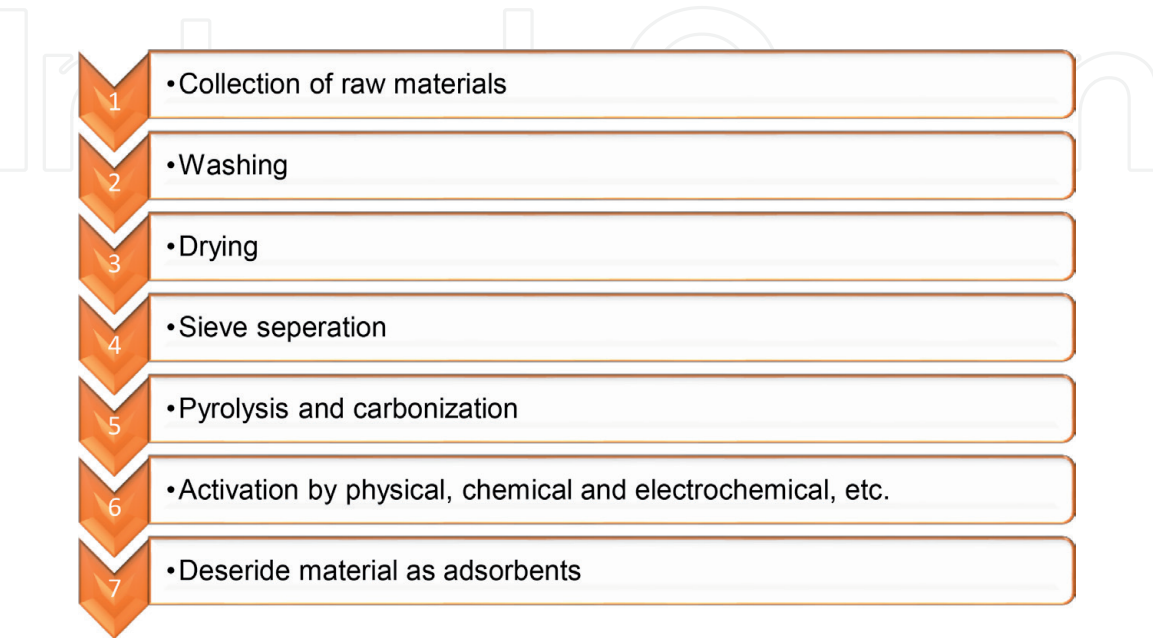 1
•Collection of raw materials
2
•Washing
3
•Drying
4
•Sieve seperation
5
•Pyrolysis and carbonization
6
•Activation by physical, chemical and electrochemical, etc.
7
•Deseride material as adsorbents